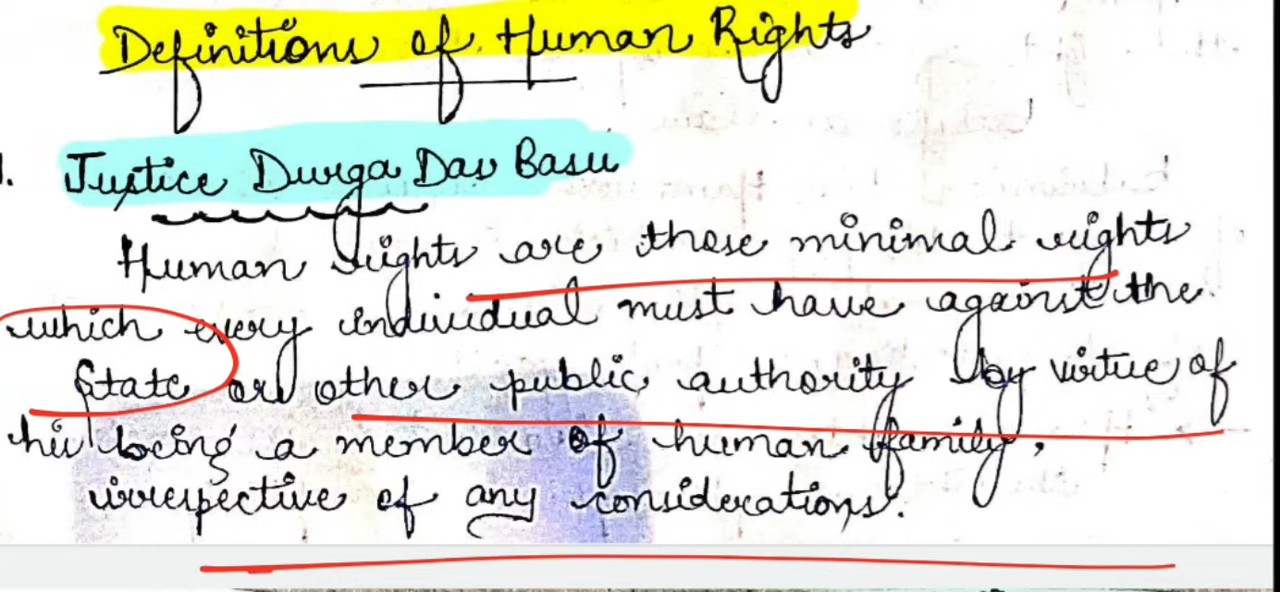 Definitions of Human Rights
1. Justice Durga Das Basu
Human rights are those minimal rights
which every individual must have against the
State or other public authority by virtue of
his being a member of human family,
irrespective of any considerations.